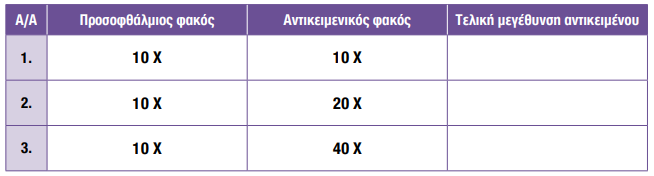 Α/Α Προσοφθάλμιος φακός Αντικειμενικός φακός Τελική μεγέθυνση αντικειμένου
1. 10 X 10 X
2. 10 X 20 X
3. 10 X 40 X